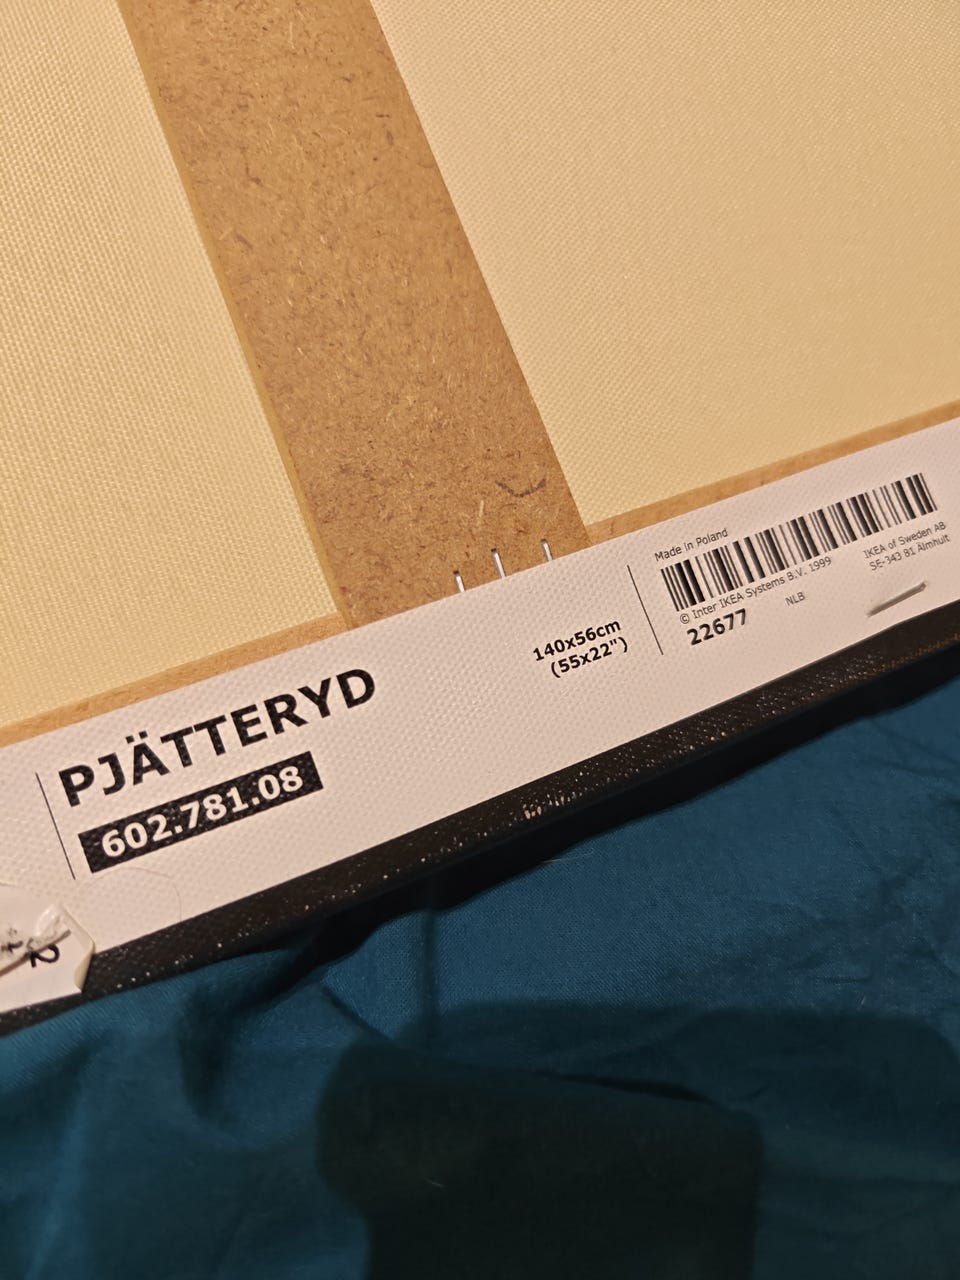 PJÄTTERYD
602.781.08
140x56cm
(55x22")
Made in Poland
© Inter IKEA Systems B.V. 1999
22677
NLB
IKEA of Sweden AB
SE-343 81 Älmhult